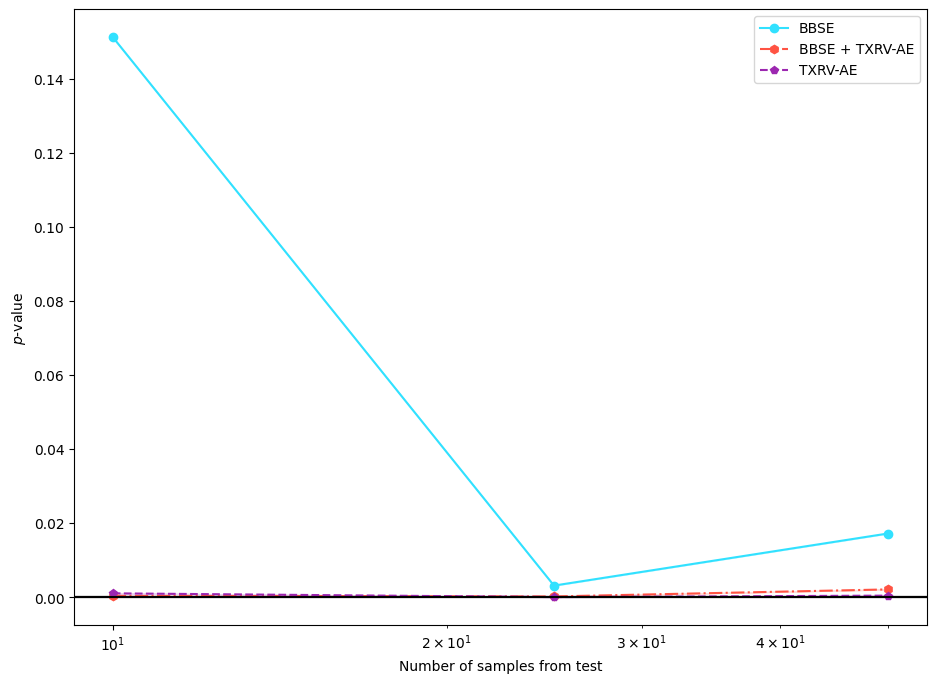 BBSE
BBSE + TXRV-AE
TXRV-AE
0.14
0.12
0.10
0.08
0.06
0.04
0.02
0.00
p-value
10¹
2 × 10¹
3 × 10¹
4 × 10¹
Number of samples from test